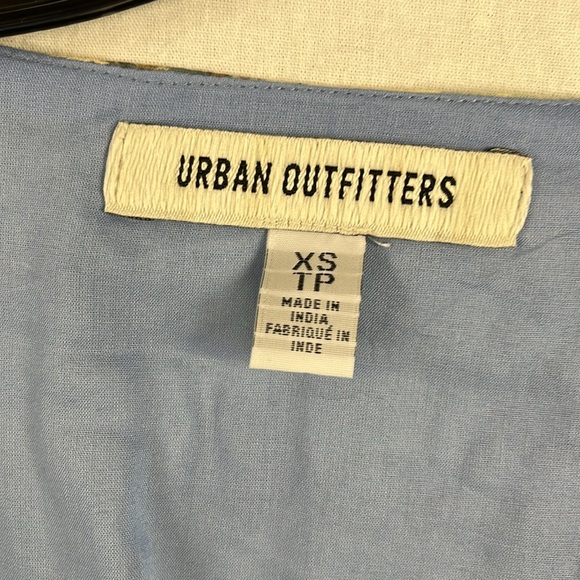 URBAN OUTFITTERS
XS
TP
MADE IN
INDIA
FABRIQUÉ IN
INDE